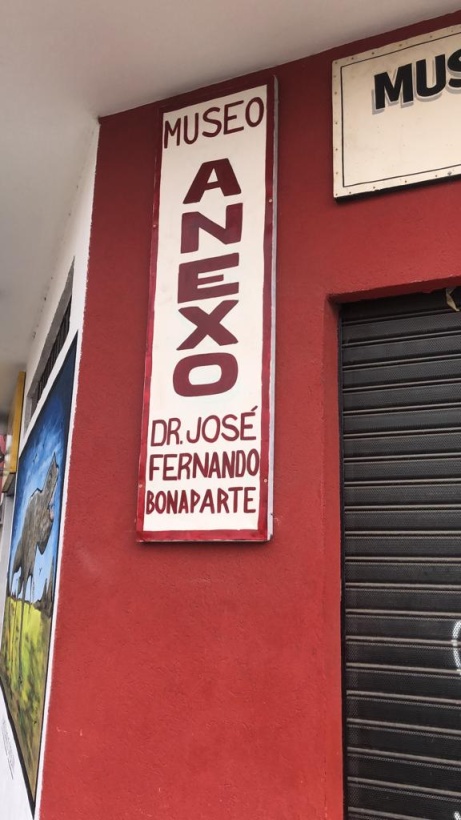 MUSEO
ANEXO
DR. JOSÉ
FERNANDO
BONAPARTE
MUS